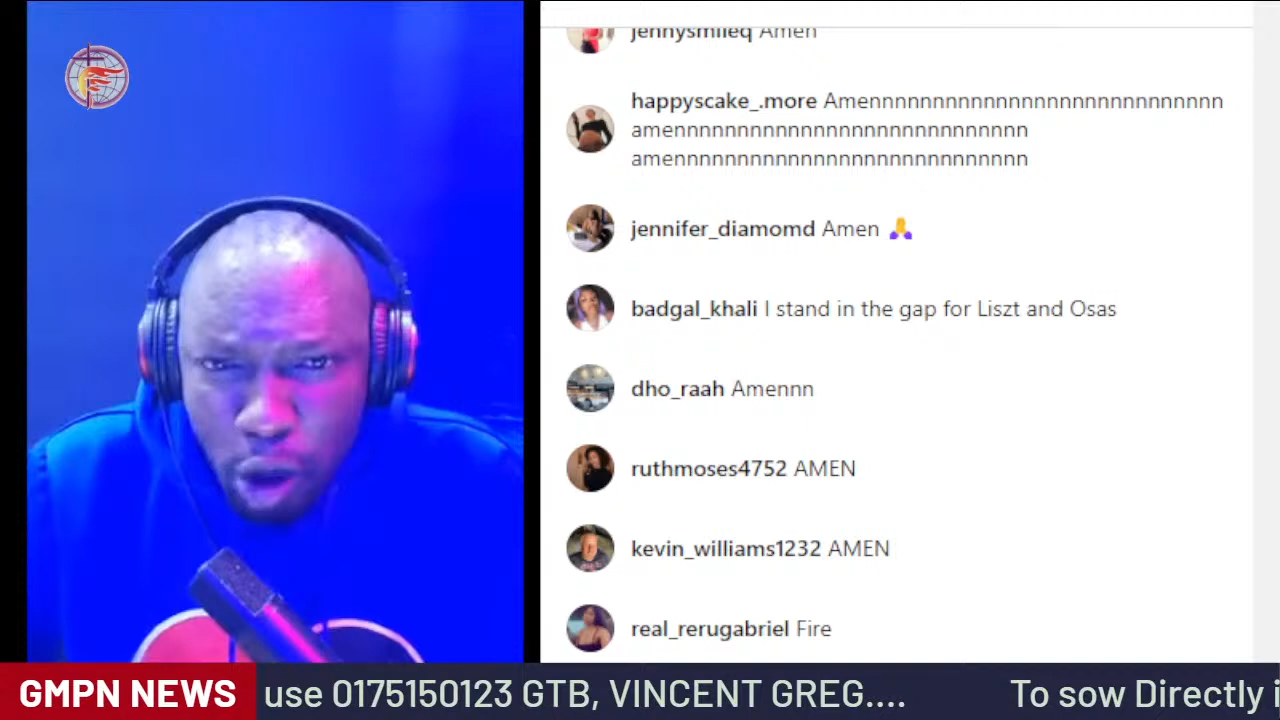 jennysmileq Amen
happyscake_.more Amennnnnnnnnnnnnnnnnnnnnnnnnnn
amennnnnnnnnnnnnnnnnnnnnnnnnnnn
amennnnnnnnnnnnnnnnnnnnnnnnnnnn
jennifer_diamomd Amen 🙏
badgal_khali I stand in the gap for Liszt and Osas
dho_raah Amennn
ruthmoses4752 AMEN
kevin_williams1232 AMEN
real_rerugabriel Fire
GMPN NEWS use 0175150123 GTB, VINCENT GREG.... To sow Directly i